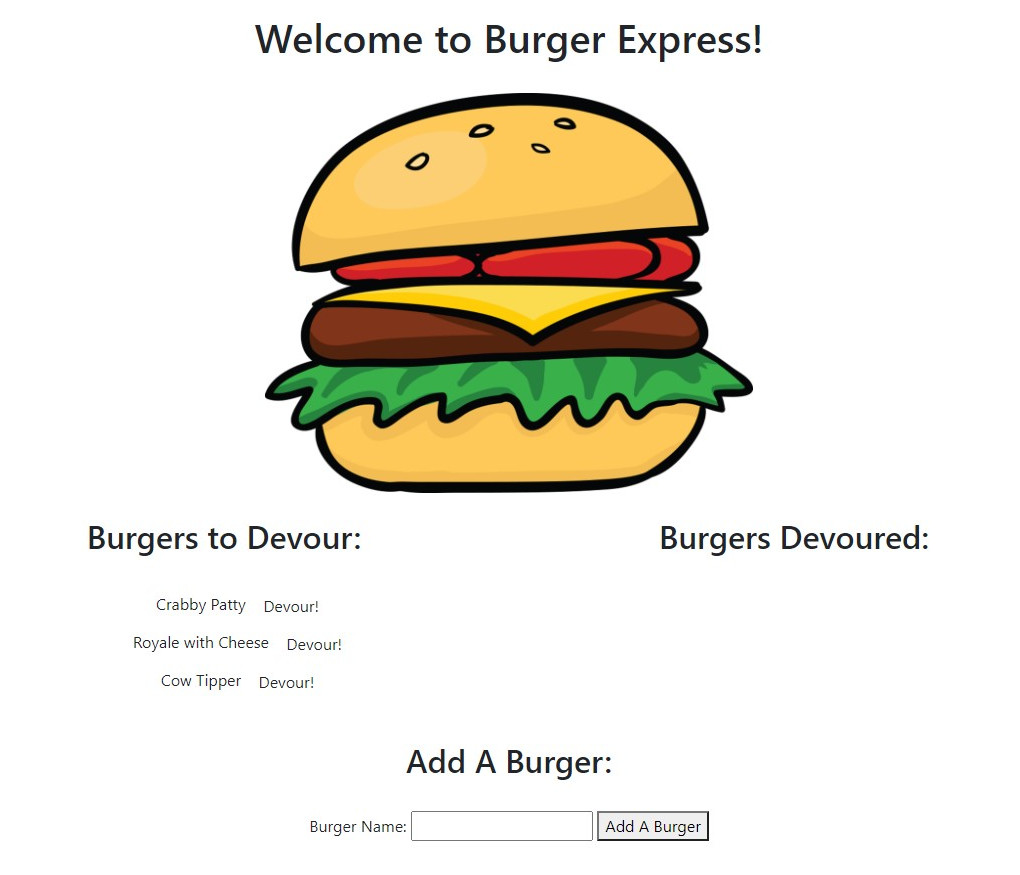 Welcome to Burger Express!
Burgers to Devour:
Burgers Devoured:
Crabby Patty Devour!
Royale with Cheese Devour!
Cow Tipper Devour!
Add A Burger:
Burger Name: Add A Burger